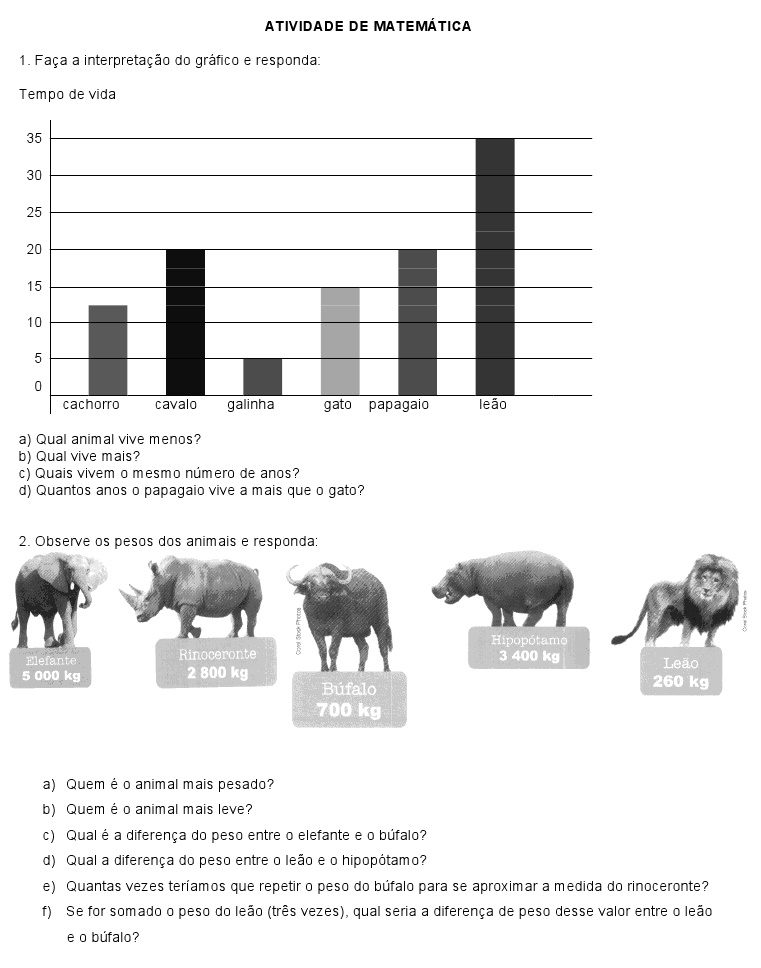 ATIVIDADE DE MATEMÁTICA
1. Faça a interpretação do gráfico e responda:
Tempo de vida
35
30
25
20
15
10
5
0
cachorro cavalo galinha gato papagaio leão
a) Qual animal vive menos?
b) Qual vive mais?
c) Quais vivem o mesmo número de anos?
d) Quantos anos o papagaio vive a mais que o gato?
2. Observe os pesos dos animais e responda:
Elefante
5 000 kg
Rinoceronte
2 800 kg
Corel Stock Photos
Búfalo
700 kg
Hipopótamo
3 400 kg
Leão
260 kg
Corel Stock Photos
a) Quem é o animal mais pesado?
b) Quem é o animal mais leve?
c) Qual é a diferença do peso entre o elefante e o búfalo?
d) Qual a diferença do peso entre o leão e o hipopótamo?
e) Quantas vezes teríamos que repetir o peso do búfalo para se aproximar a medida do rinoceronte?
f) Se for somado o peso do leão (três vezes), qual seria a diferença de peso desse valor entre o leão
e o búfalo?